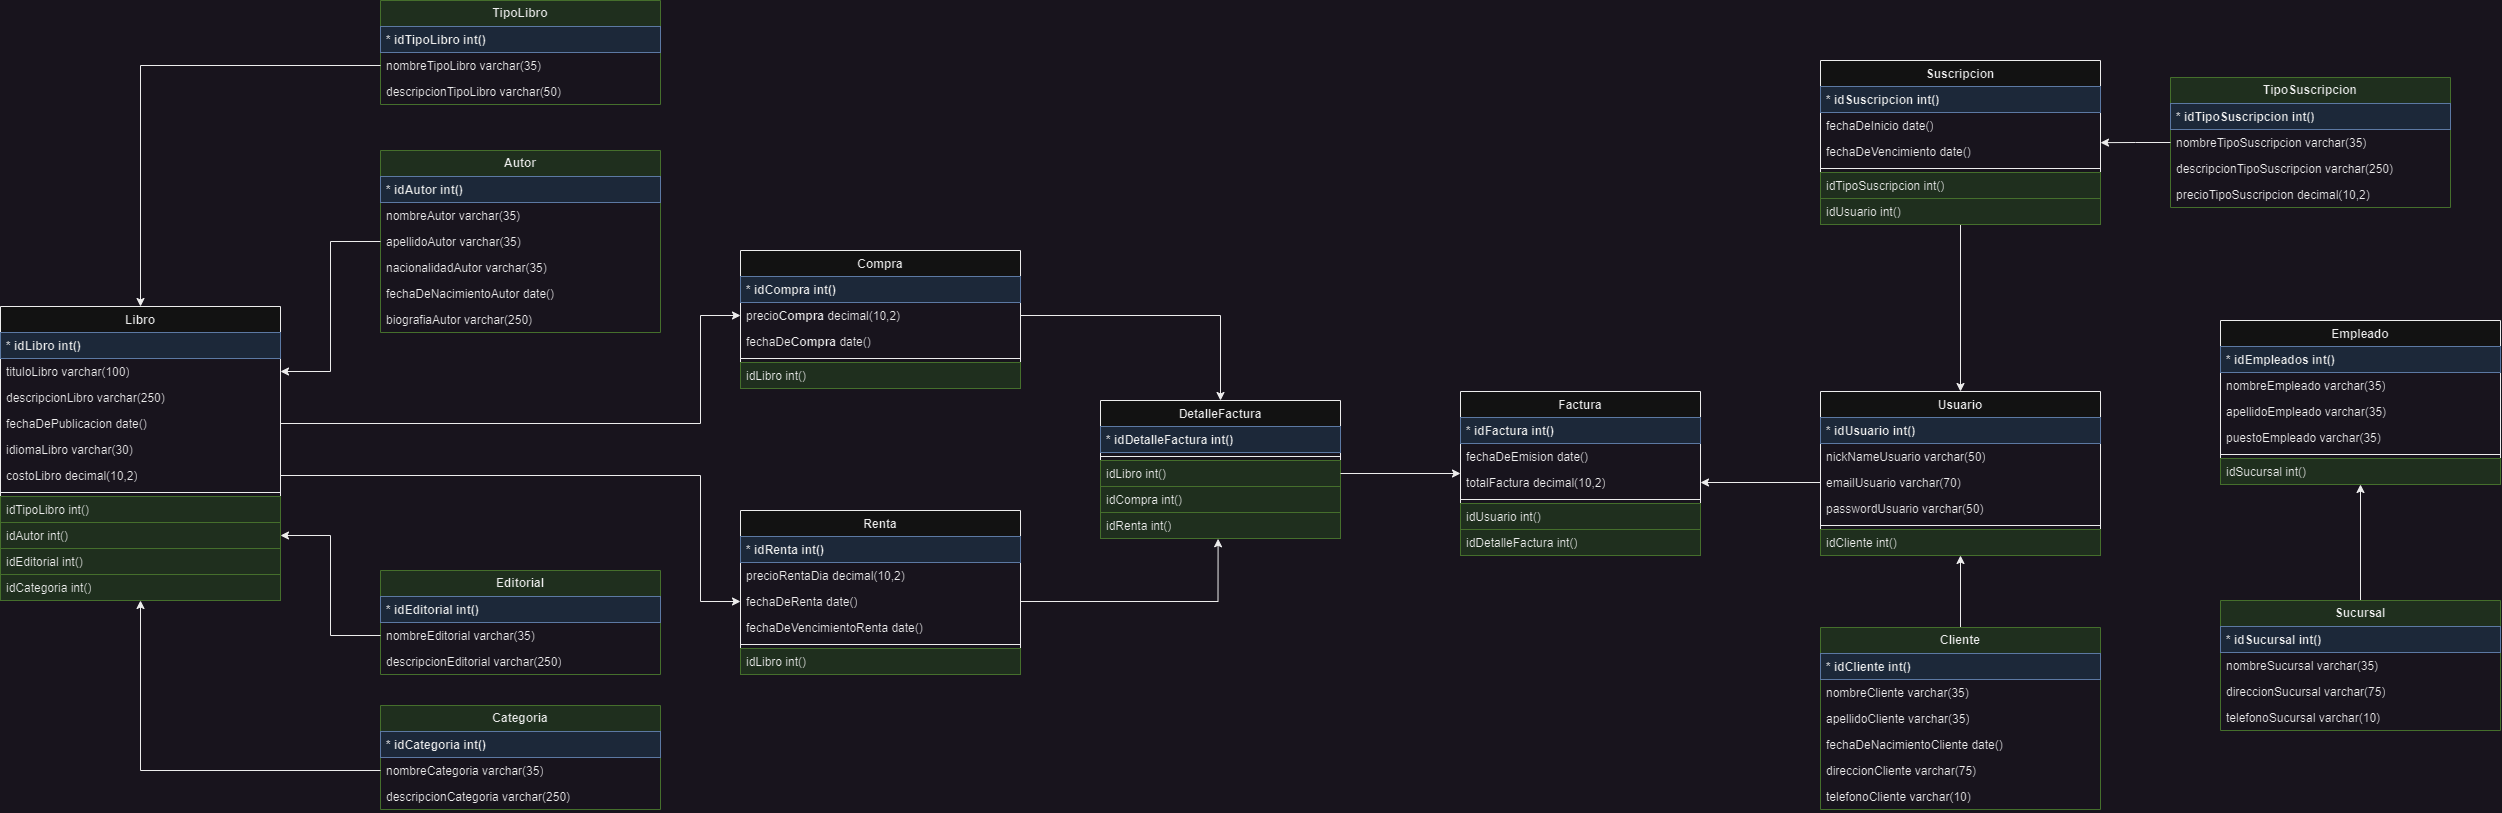 TipoLibro
* idTipoLibro int()
nombreTipoLibro varchar(35)
descripcionTipoLibro varchar(50)
Autor
* idAutor int()
nombreAutor varchar(35)
apellidoAutor varchar(35)
nacionalidadAutor varchar(35)
fechaDeNacimientoAutor date()
biografiaAutor varchar(250)
Libro
* idLibro int()
tituloLibro varchar(100)
descripcionLibro varchar(250)
fechaDePublicacion date()
idiomaLibro varchar(30)
costoLibro decimal(10,2)
idTipoLibro int()
idAutor int()
idEditorial int()
idCategoria int()
Editorial
* idEditorial int()
nombreEditorial varchar(35)
descripcionEditorial varchar(250)
Categoria
* idCategoria int()
nombreCategoria varchar(35)
descripcionCategoria varchar(250)
Compra
* idCompra int()
precioCompra decimal(10,2)
fechaDeCompra date()
idLibro int()
Renta
* idRenta int()
precioRentaDia decimal(10,2)
fechaDeRenta date()
fechaDeVencimientoRenta date()
idLibro int()
DetalleFactura
* idDetalleFactura int()
idLibro int()
idCompra int()
idRenta int()
Factura
* idFactura int()
fechaDeEmision date()
totalFactura decimal(10,2)
idUsuario int()
idDetalleFactura int()
Suscripcion
* idSuscripcion int()
fechaDeInicio date()
fechaDeVencimiento date()
idTipoSuscripcion int()
idUsuario int()
TipoSuscripcion
* idTipoSuscripcion int()
nombreTipoSuscripcion varchar(35)
descripcionTipoSuscripcion varchar(250)
precioTipoSuscripcion decimal(10,2)
Usuario
* idUsuario int()
nickNameUsuario varchar(50)
emailUsuario varchar(70)
passwordUsuario varchar(50)
idCliente int()
Cliente
* idCliente int()
nombreCliente varchar(35)
apellidoCliente varchar(35)
fechaDeNacimientoCliente date()
direccionCliente varchar(75)
telefonoCliente varchar(10)
Empleado
* idEmpleados int()
nombreEmpleado varchar(35)
apellidoEmpleado varchar(35)
puestoEmpleado varchar(35)
idSucursal int()
Sucursal
* idSucursal int()
nombreSucursal varchar(35)
direccionSucursal varchar(75)
telefonoSucursal varchar(10)